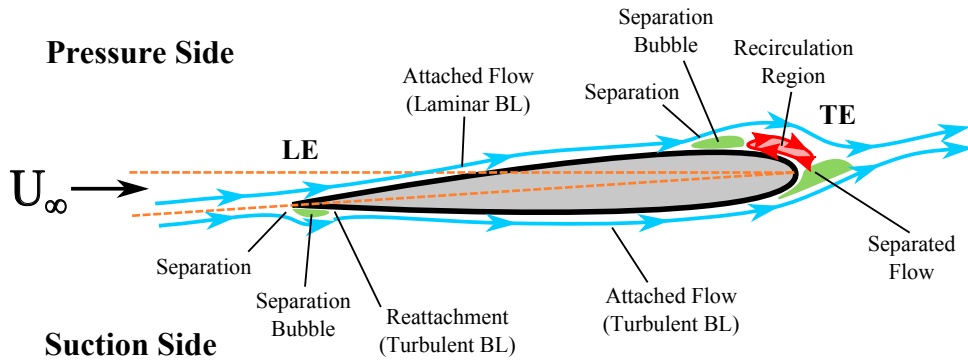 Pressure Side
Separation
Bubble
Recirculation
Region
Attached Flow
(Laminar BL)
Separation
TE
LE
U∞
Separation
Separation
Bubble
Reattachment
(Turbulent BL)
Attached Flow
(Turbulent BL)
Separated
Flow
Suction Side